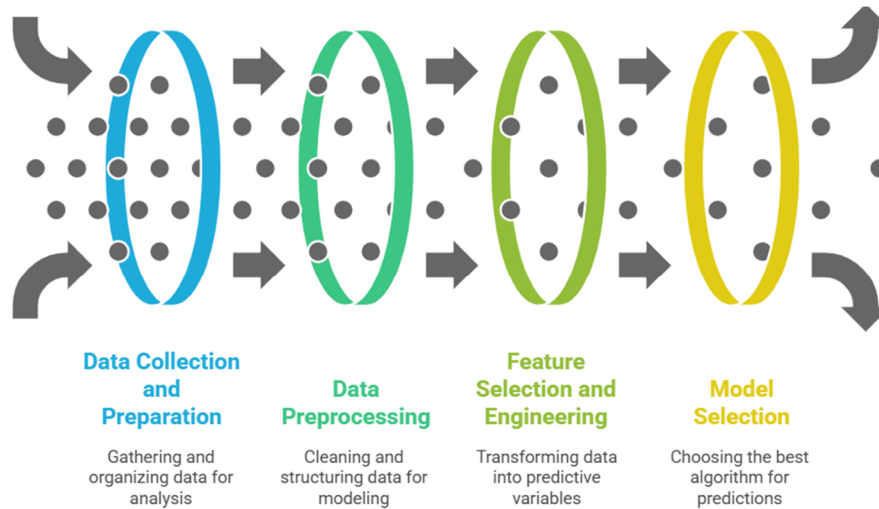 Data Collection
and
Preparation
Gathering and
organizing data for
analysis
Data
Preprocessing
Cleaning and
structuring data for
modeling
Feature
Selection and
Engineering
Transforming data
into predictive
variables
Model
Selection
Choosing the best
algorithm for
predictions